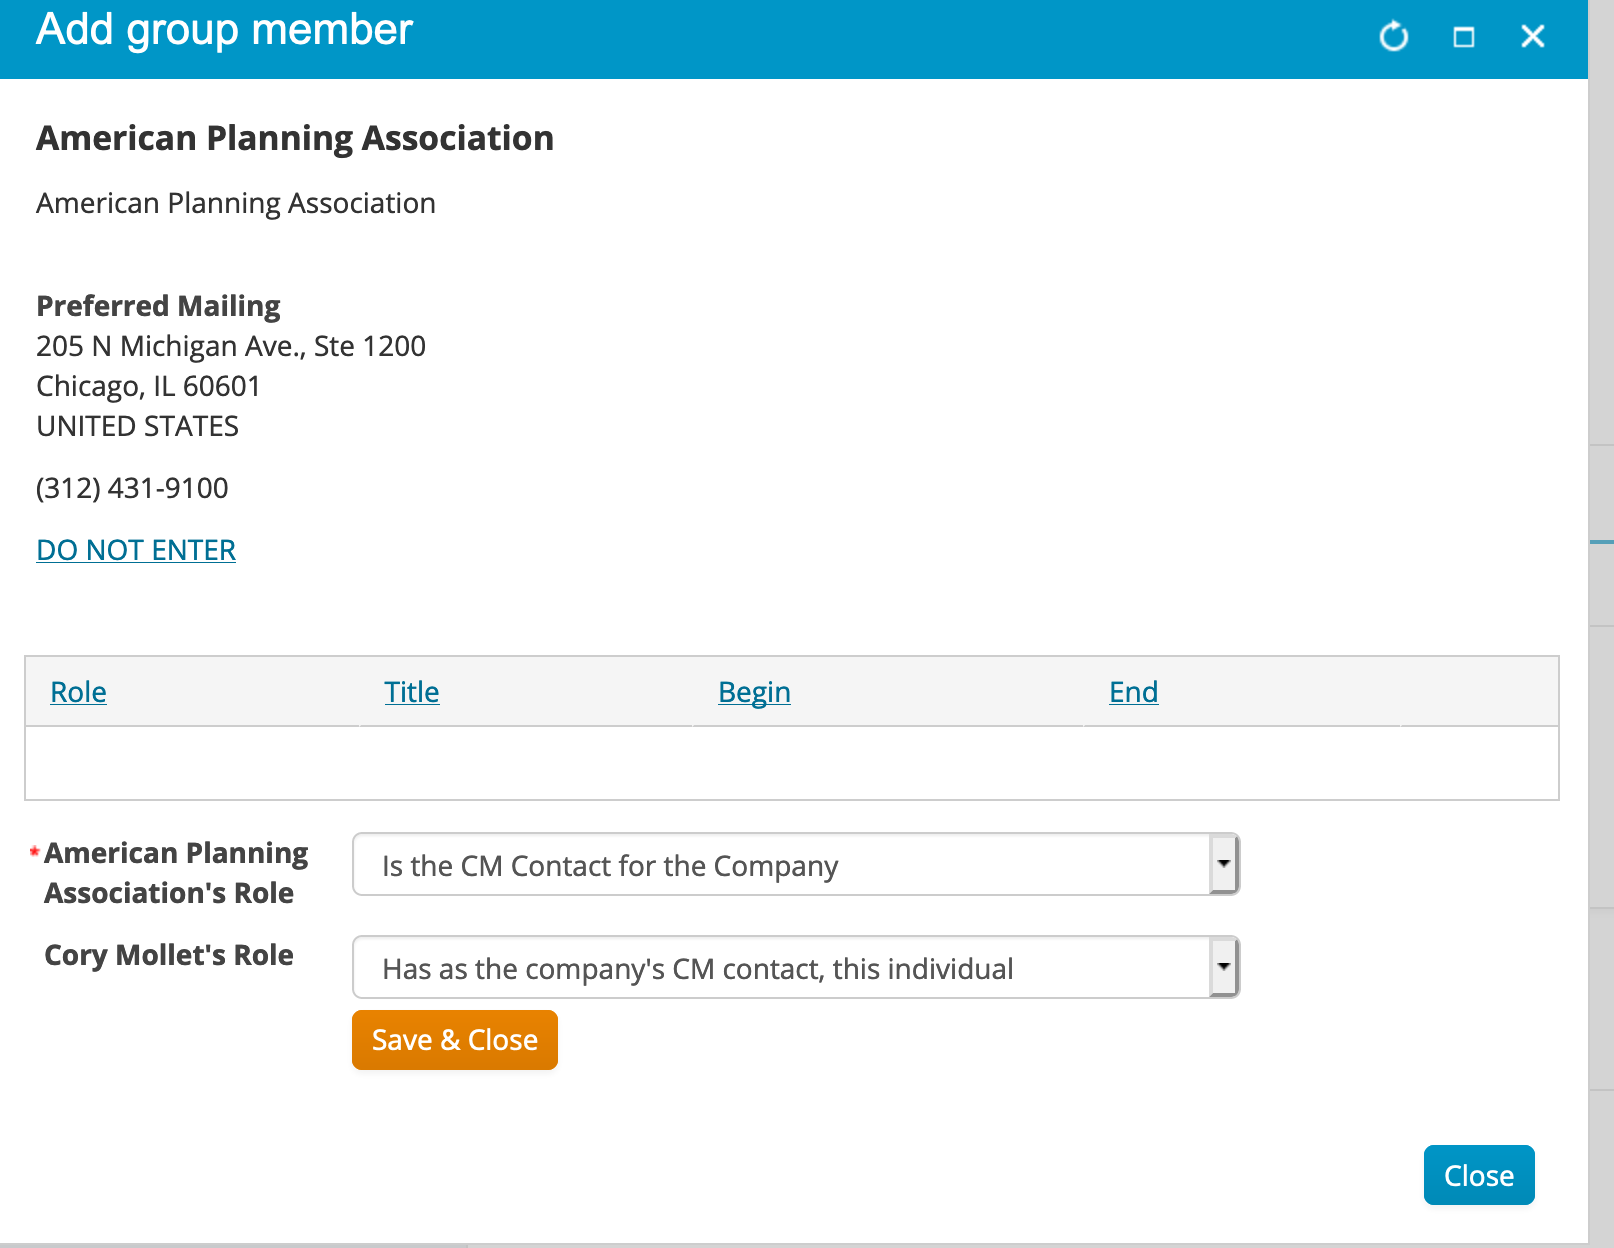 Add group member
American Planning Association
American Planning Association
Preferred Mailing
205 N Michigan Ave., Ste 1200
Chicago, IL 60601
UNITED STATES
(312) 431-9100
DO NOT ENTER
Role Title Begin End
* American Planning
Association's Role
Is the CM Contact for the Company
Cory Mollet's Role
Has as the company's CM contact, this individual
Save & Close
Close